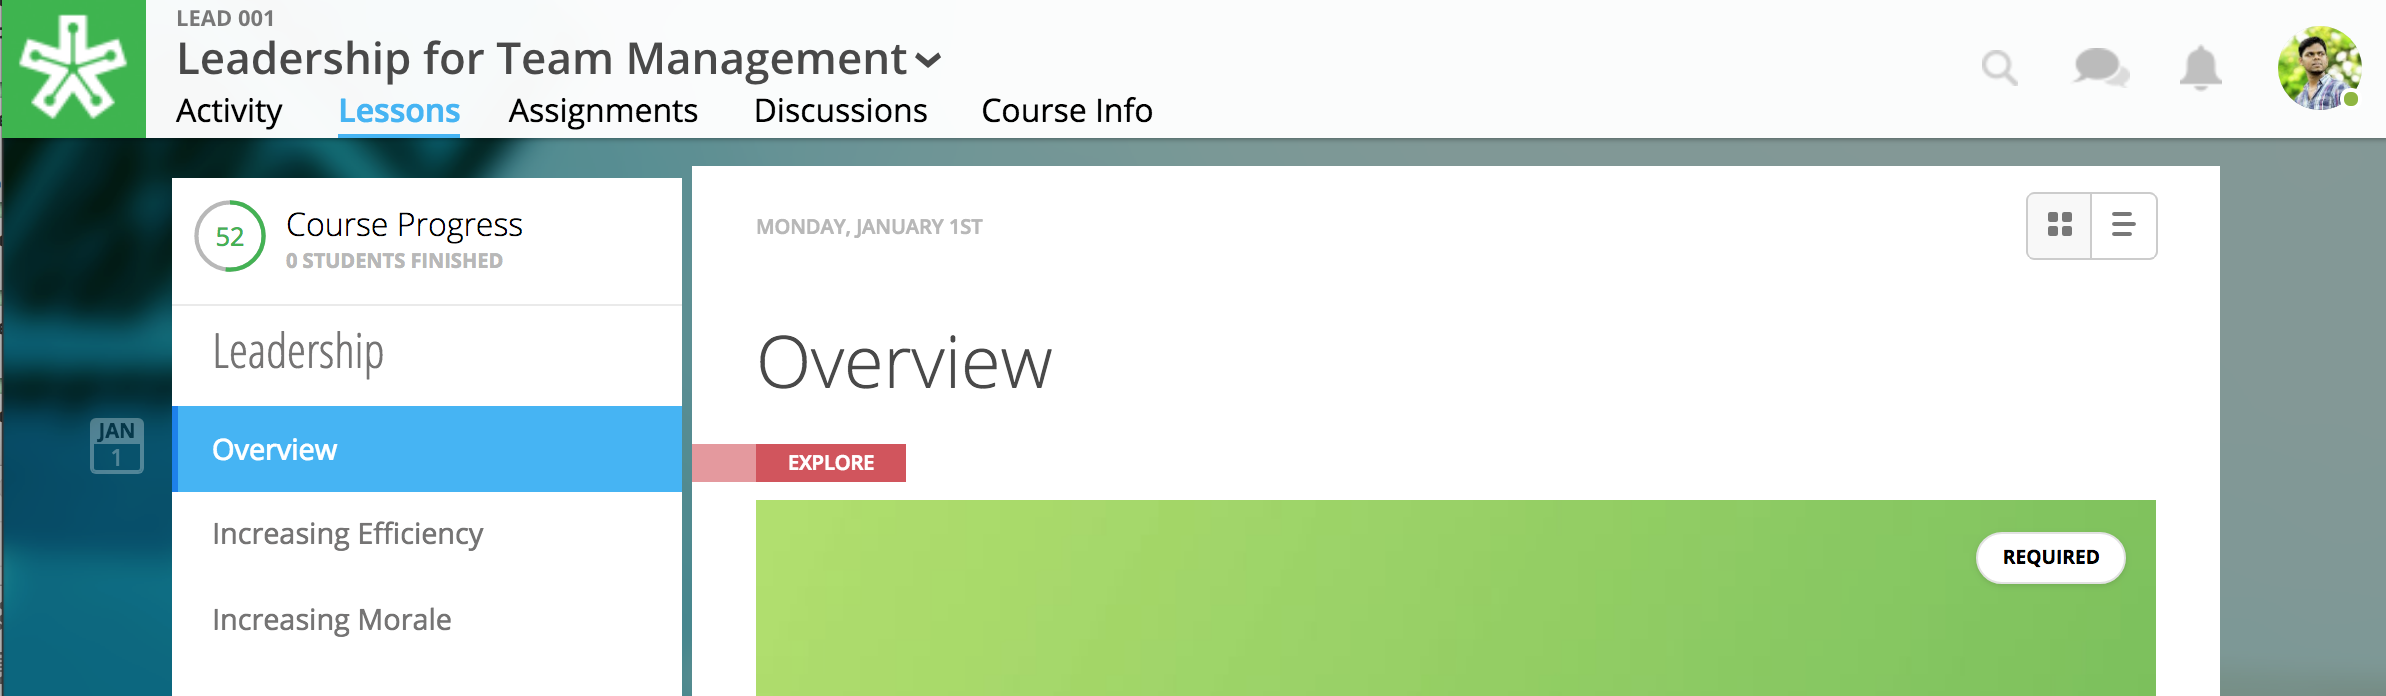 LEAD 001
Leadership for Team Management
Activity Lessons Assignments Discussions Course Info
52
Course Progress
0 STUDENTS FINISHED
Leadership
JAN
1
Overview
Increasing Efficiency
Increasing Morale
MONDAY, JANUARY 1ST
Overview
EXPLORE
REQUIRED